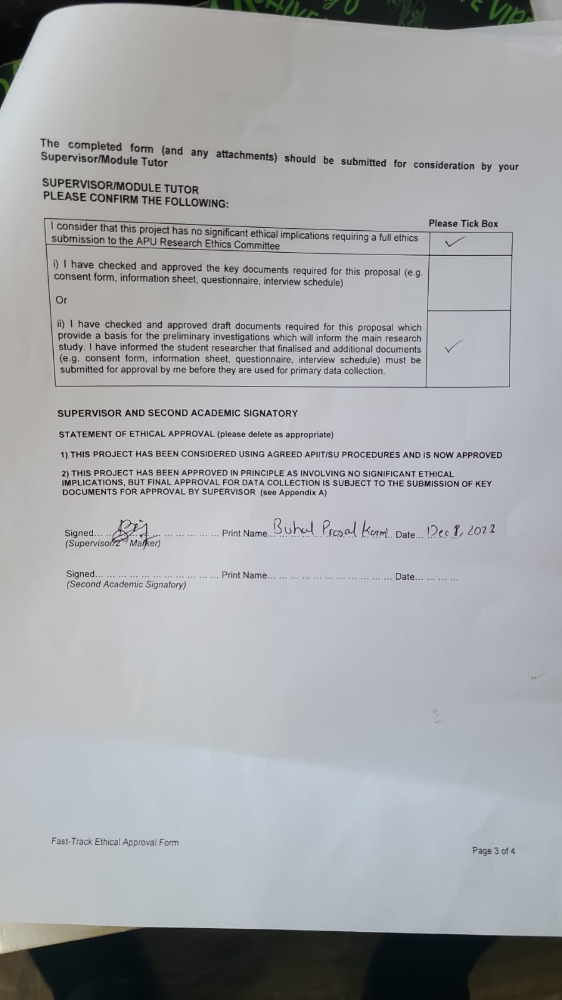 The completed form (and any attachments) should be submitted for consideration by your
Supervisor/Module Tutor
SUPERVISOR/MODULE TUTOR
PLEASE CONFIRM THE FOLLOWING:
Please Tick Box
I consider that this project has no significant ethical implications requiring a full ethics
submission to the APU Research Ethics Committee
✓
i) I have checked and approved the key documents required for this proposal (e.g.
consent form, information sheet, questionnaire, interview schedule)
Or
ii) I have checked and approved draft documents required for this proposal which
provide a basis for the preliminary investigations which will inform the main research
study. I have informed the student researcher that finalised and additional documents
(e.g. consent form, information sheet, questionnaire, interview schedule) must be
submitted for approval by me before they are used for primary data collection.
✓
SUPERVISOR AND SECOND ACADEMIC SIGNATORY
STATEMENT OF ETHICAL APPROVAL (please delete as appropriate)
1) THIS PROJECT HAS BEEN CONSIDERED USING AGREED APIIT/SU PROCEDURES AND IS NOW APPROVED
2) THIS PROJECT HAS BEEN APPROVED IN PRINCIPLE AS INVOLVING NO SIGNIFICANT ETHICAL
IMPLICATIONS, BUT FINAL APPROVAL FOR DATA COLLECTION IS SUBJECT TO THE SUBMISSION OF KEY
DOCUMENTS FOR APPROVAL BY SUPERVISOR (see Appendix A)
Signed... ... ... ... ... Print Name... Bishal Date... Dec 8,
(Supervisor/2nd Marker)
Signed... ... ... ... ... ... ... ... ... ... ... Print Name... ... ... ... ... ... ... ... ... ... ... Date... ... ... ...
(Second Academic Signatory)
Fast-Track Ethical Approval Form
Page 3 of 4